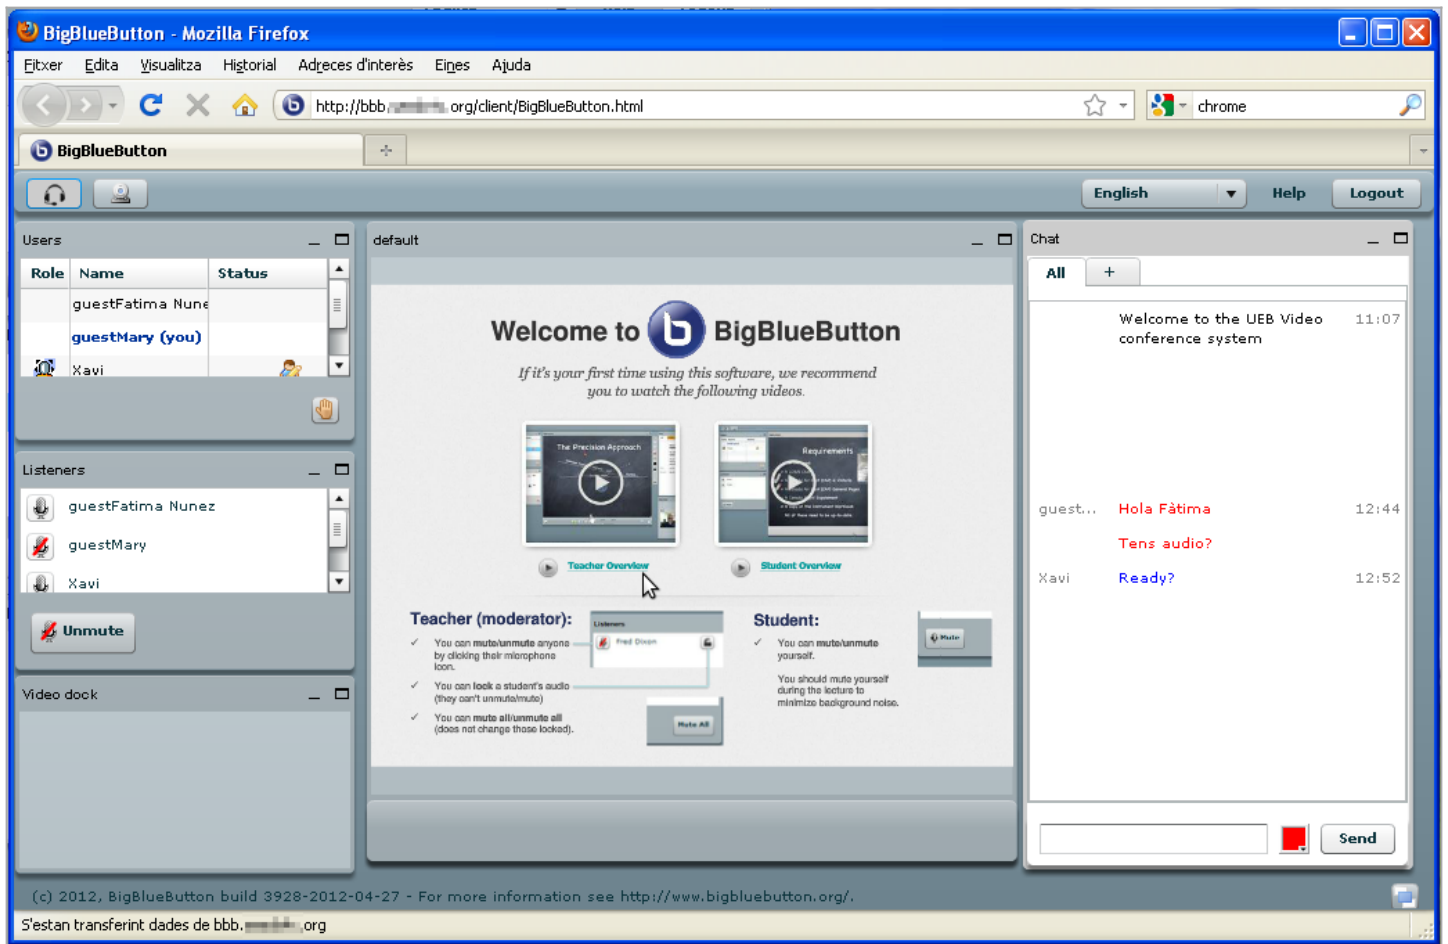 BigBlueButton - Mozilla Firefox
Fitxer Edita Visualitza Historial Adreces d'interès Eines Ajuda
http://bbb. .org/client/BigBlueButton.html
chrome
BigBlueButton
English Help Logout
Users
Role Name Status
guestFatima Nune
guestMary (you)
Xavi
Listeners
guestFatima Nunez
guestMary
Xavi
Unmute
Video dock
default
Welcome to BigBlueButton
If it's your first time using this software, we recommend
you to watch the following videos.
The Precision Approach
Requirements
Teacher Overview
Student Overview
Teacher (moderator):
You can mute/unmute anyone
by clicking their microphone
icon.
You can lock a student's audio
(they can't unmute/mute)
You can mute all/unmute all
(does not change those locked).
Listeners
Fred Dixon
Mute All
Student:
You can mute/unmute
yourself.
You should mute yourself
during the lecture to
minimize background noise.
Mute
Chat
All +
Welcome to the UEB Video 11:07
conference system
guest... Hola Fàtima 12:44
Tens audio?
Xavi Ready? 12:52
Send
(c) 2012, BigBlueButton build 3928-2012-04-27 - For more information see http://www.bigbluebutton.org/.
S'estan transferint dades de bbb. .org